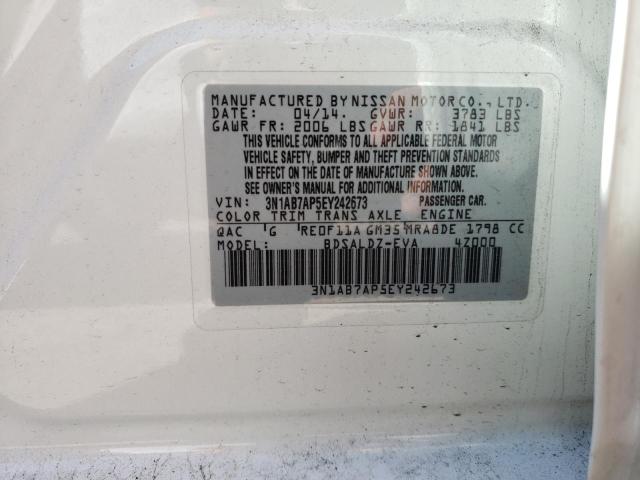 MANUFACTURED BY NISSAN MOTOR CO., LTD.
DATE: 04/14. GVWR: 3783 LBS
GAWR FR: 2006 LBS GAWR RR: 1841 LBS
THIS VEHICLE CONFORMS TO ALL APPLICABLE FEDERAL MOTOR
VEHICLE SAFETY, BUMPER AND THEFT PREVENTION STANDARDS
IN EFFECT ON THE DATE OF MANUFACTURE SHOWN ABOVE.
SEE OWNER'S MANUAL FOR ADDITIONAL INFORMATION.
VIN: 3N1AB7AP5EY242673 PASSENGER CAR.
COLOR TRIM TRANS AXLE ENGINE
QAC G RE0F11A GM35 MRA8DE 1798 CC
MODEL: BDSALDZ-EVA 4Z000
3N1AB7AP5EY242673